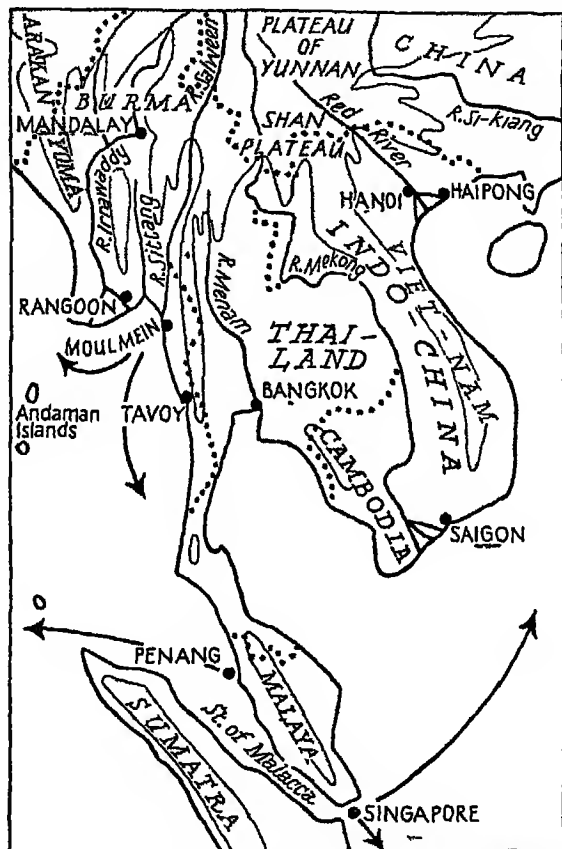 PLATEAU
OF
YUNNAN
CHINA
ARAKAN
YUMA
BURMA
MANDALAY
R. Salween
SHAN
PLATEAU
Red River
R. Si-kiang
HANOI
HAIPONG
R. Irrawaddy
R. Sittang
R. Menam
R. Mekong
INDO-CHINA
VIET-NAM
RANGOON
MOULMEIN
THAI-
LAND
Andaman
Islands
TAVOY
BANGKOK
CAMBODIA
SAIGON
PENANG
MALAYA
SUMATRA
St. of Malacca
SINGAPORE